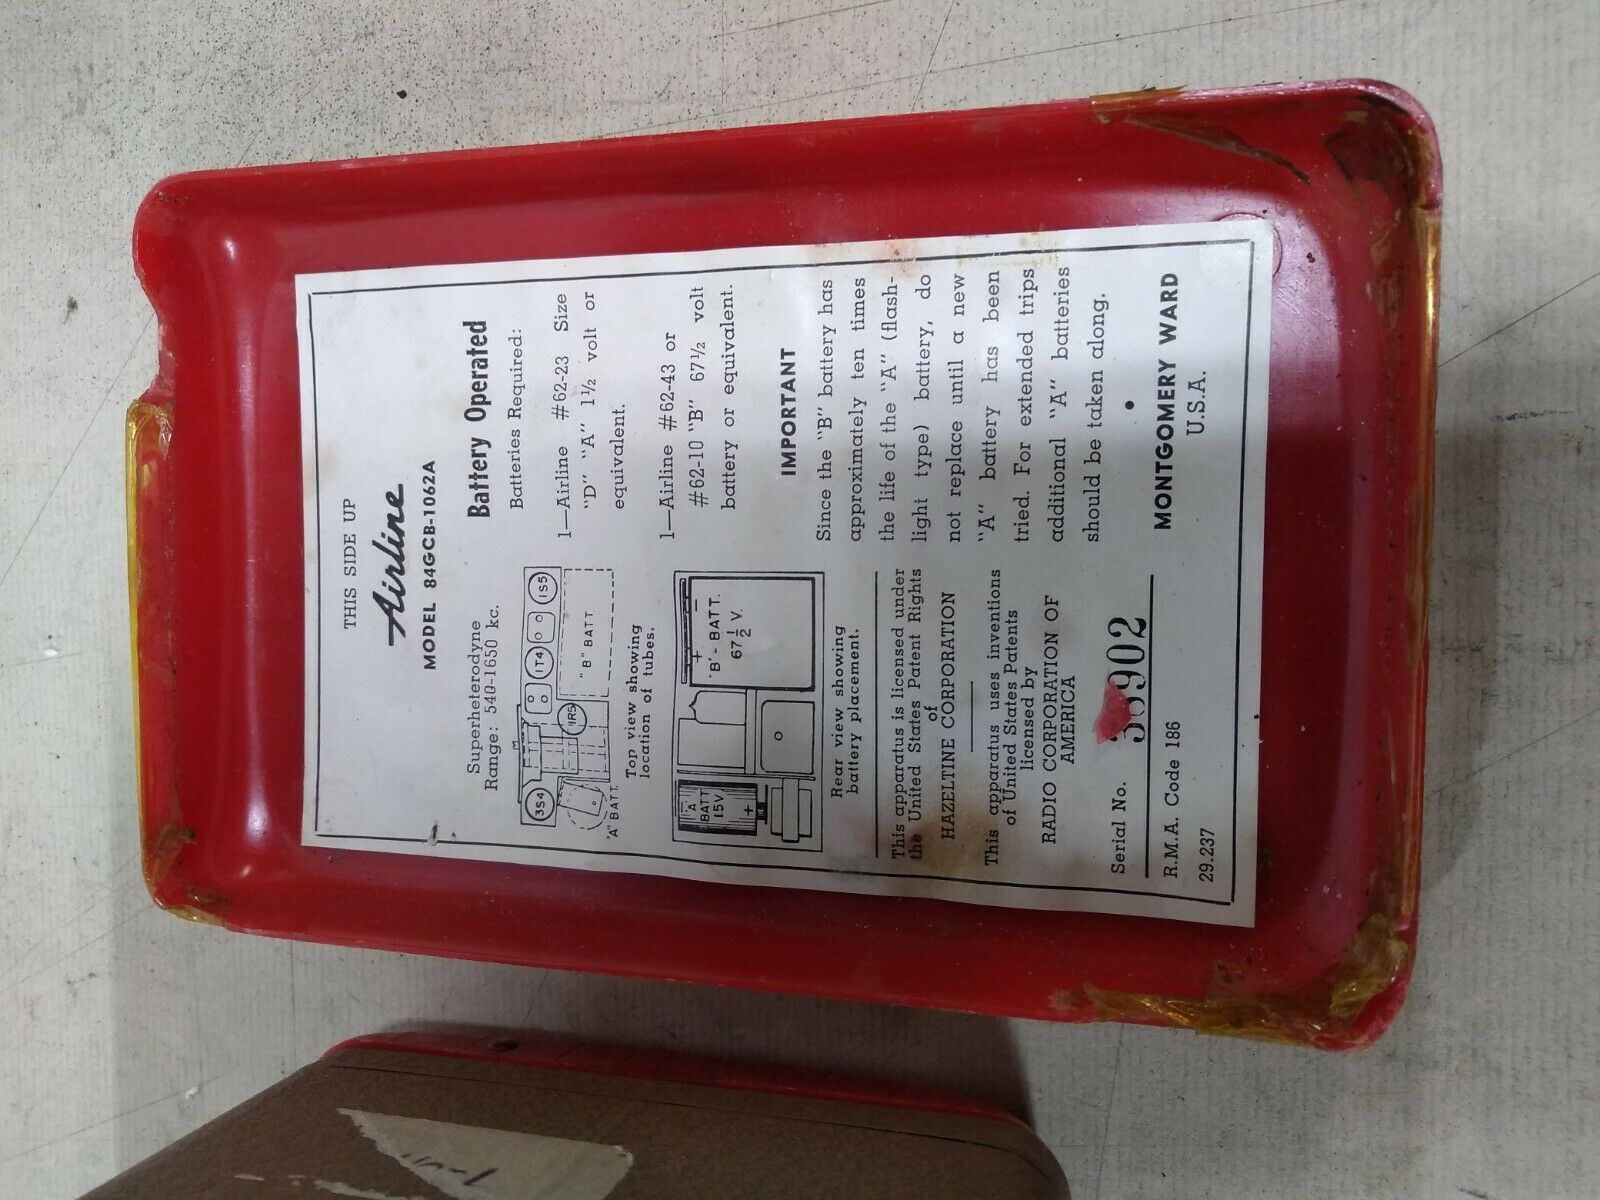 THIS SIDE UP
Airline
MODEL 84GCB-1062A
Superheterodyne
Range: 540-1650 kc.
3S4
1R5
1T4
1S5
"A" BATT.
"B" BATT.
Top view showing
location of tubes.
"A"
BATT
1.5V
+
+ −
'B'- BATT.
67 1/2 V.
Rear view showing
battery placement.
This apparatus is licensed under
the United States Patent Rights
of
HAZELTINE CORPORATION
This apparatus uses inventions
of United States Patents
licensed by
RADIO CORPORATION OF
AMERICA
Serial No.
R.M.A. Code 186
29.237
Battery Operated
Batteries Required:
1—Airline #62-23 Size
"D" "A" 1½ volt or
equivalent.
1—Airline #62-43 or
#62-10 "B" 67½ volt
battery or equivalent.
IMPORTANT
Since the "B" battery has
approximately ten times
the life of the "A" (flash-
light type) battery, do
not replace until a new
"A" battery has been
tried. For extended trips
additional "A" batteries
should be taken along.
MONTGOMERY WARD
U.S.A.